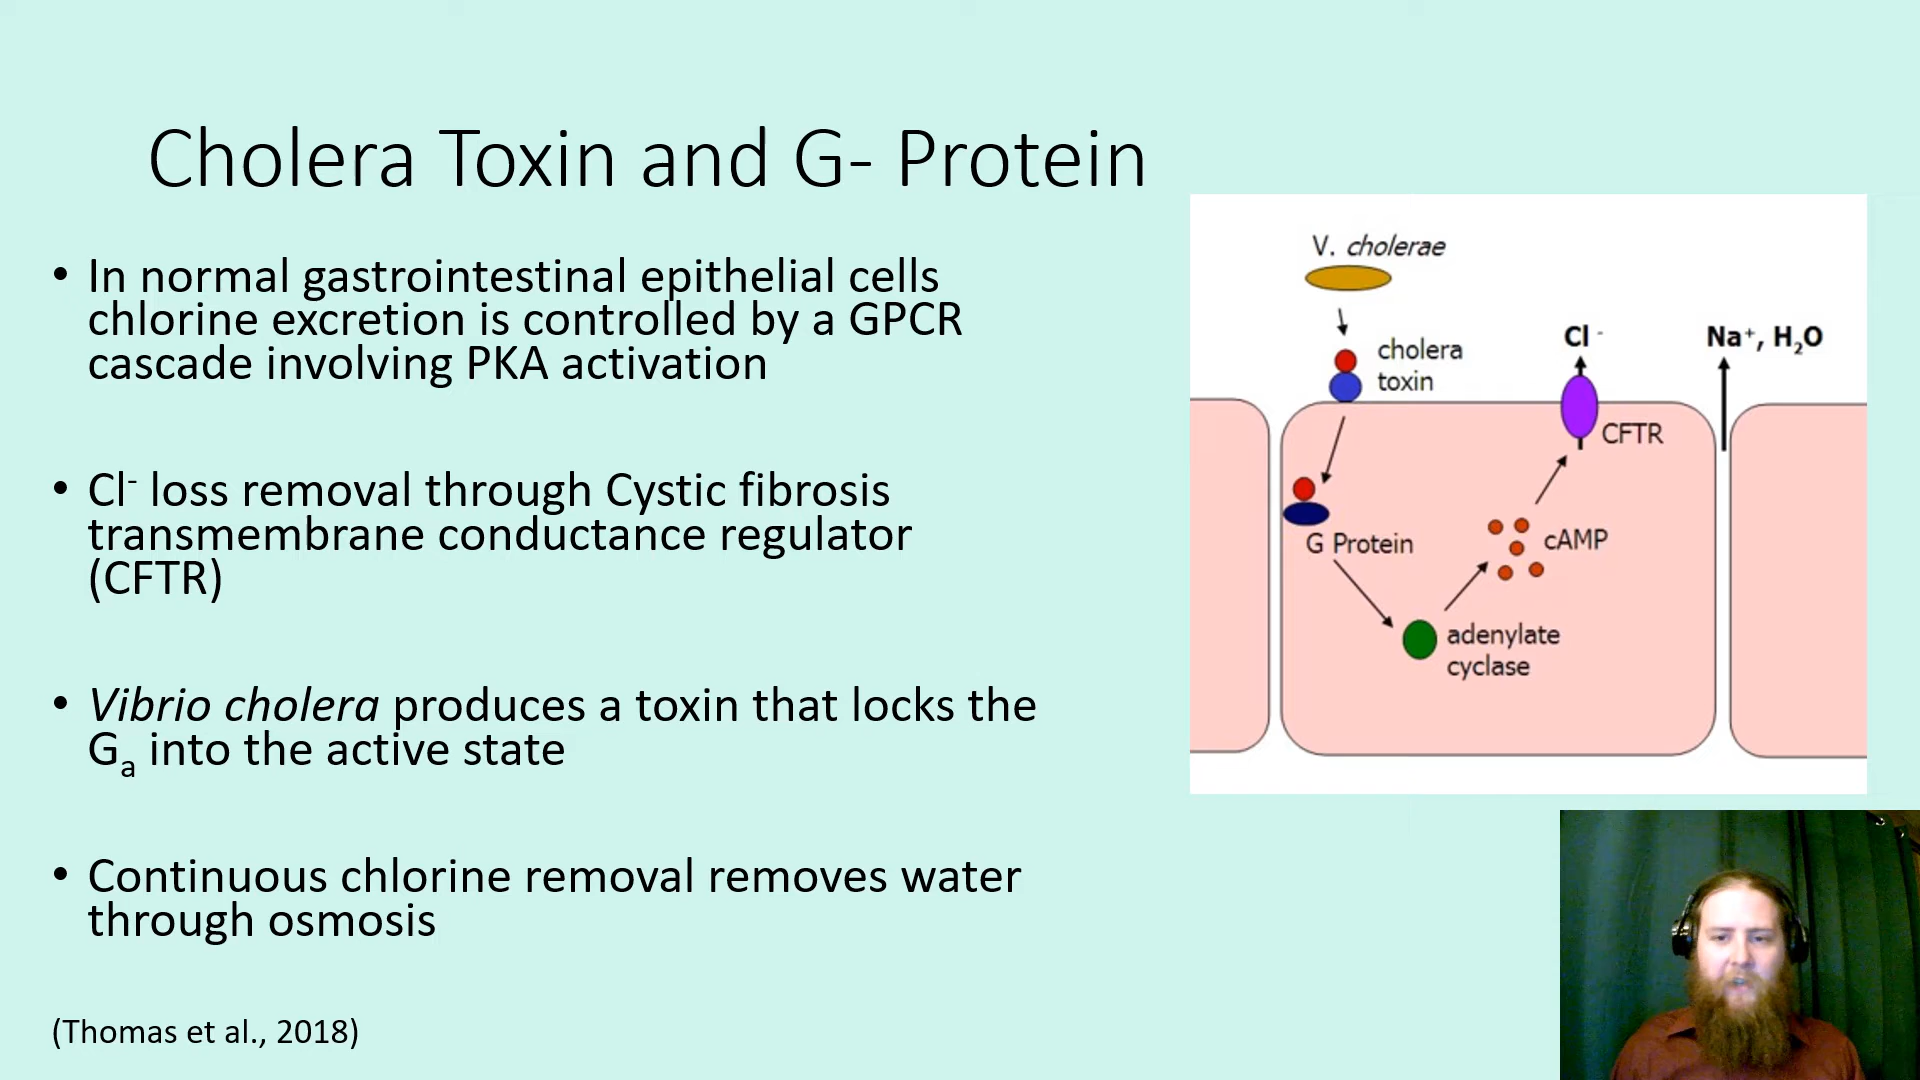 Cholera Toxin and G- Protein
• In normal gastrointestinal epithelial cells
chlorine excretion is controlled by a GPCR
cascade involving PKA activation
• Cl⁻ loss removal through Cystic fibrosis
transmembrane conductance regulator
(CFTR)
• Vibrio cholera produces a toxin that locks the
Gₐ into the active state
• Continuous chlorine removal removes water
through osmosis
(Thomas et al., 2018)
V. cholerae
cholera
toxin
Cl⁻
Na⁺, H₂O
CFTR
G Protein
cAMP
adenylate
cyclase